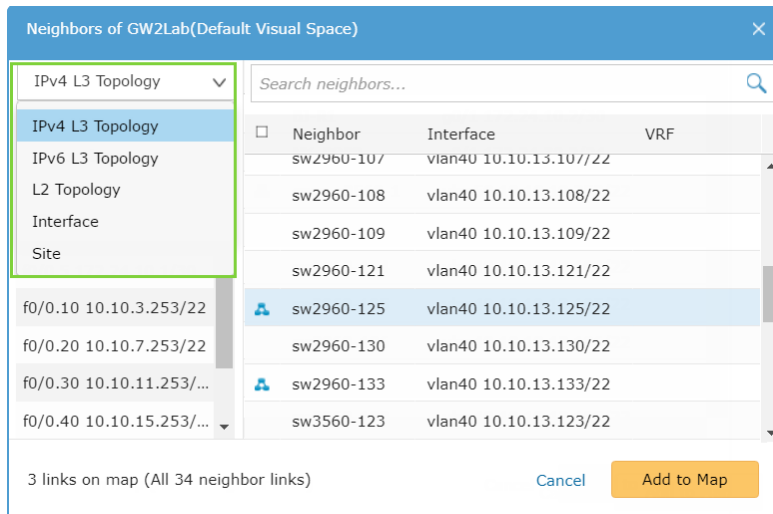 Neighbors of GW2Lab(Default Visual Space)
IPv4 L3 Topology
Search neighbors...
IPv4 L3 Topology
IPv6 L3 Topology
L2 Topology
Interface
Site
f0/0.10 10.10.3.253/22
f0/0.20 10.10.7.253/22
f0/0.30 10.10.11.253/...
f0/0.40 10.10.15.253/...
Neighbor Interface VRF
sw2960-107 vlan40 10.10.13.107/22
sw2960-108 vlan40 10.10.13.108/22
sw2960-109 vlan40 10.10.13.109/22
sw2960-121 vlan40 10.10.13.121/22
sw2960-125 vlan40 10.10.13.125/22
sw2960-130 vlan40 10.10.13.130/22
sw2960-133 vlan40 10.10.13.133/22
sw3560-123 vlan40 10.10.13.123/22
3 links on map (All 34 neighbor links)
Cancel
Add to Map